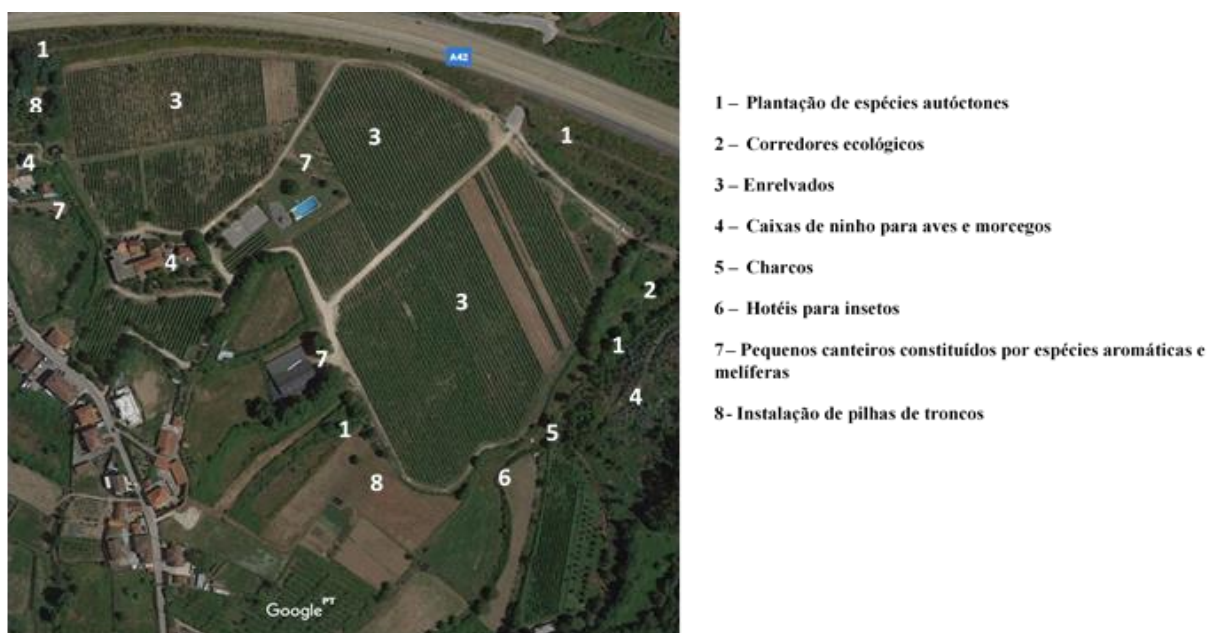 1
A42
8
3
3
1
4
7
7
4
2
3
1
7
4
1
5
8
6
Google PT
1 – Plantação de espécies autóctones
2 – Corredores ecológicos
3 – Enrelvados
4 – Caixas de ninho para aves e morcegos
5 – Charcos
6 – Hotéis para insetos
7 – Pequenos canteiros constituídos por espécies aromáticas e
melíferas
8- Instalação de pilhas de troncos